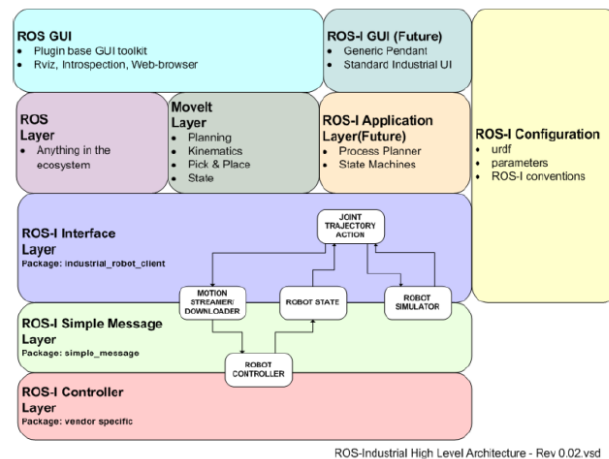 ROS GUI
• Plugin base GUI toolkit
• Rviz, Introspection, Web-browser
ROS-I GUI (Future)
• Generic Pendant
• Standard Industrial UI
ROS
Layer
• Anything in the
ecosystem
MoveIt
Layer
• Planning
• Kinematics
• Pick & Place
• State
ROS-I Application
Layer(Future)
• Process Planner
• State Machines
ROS-I Configuration
• urdf
• parameters
• ROS-I conventions
ROS-I Interface
Layer
Package: industrial_robot_client
JOINT
TRAJECTORY
ACTION
MOTION
STREAMER/
DOWNLOADER
ROBOT STATE
ROBOT
SIMULATOR
ROS-I Simple Message
Layer
Package: simple_message
ROBOT
CONTROLLER
ROS-I Controller
Layer
Package: vendor specific
ROS-Industrial High Level Architecture - Rev 0.02.vsd